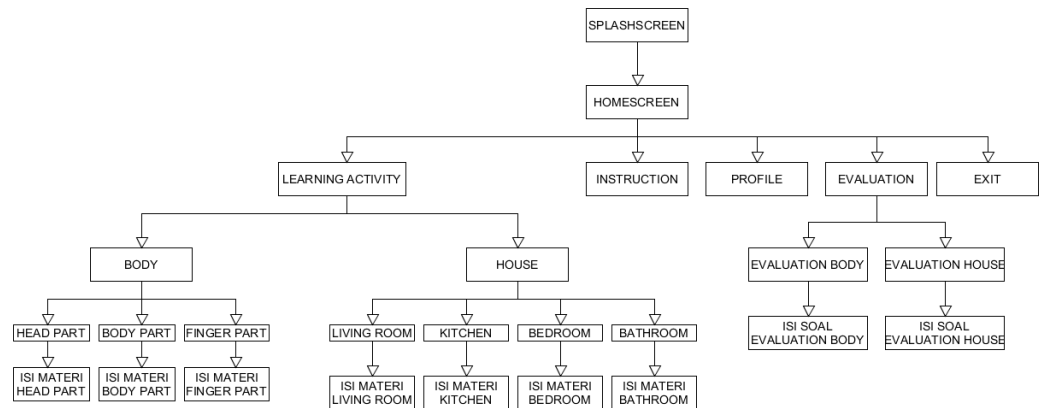 SPLASHSCREEN
HOMESCREEN
LEARNING ACTIVITY
INSTRUCTION
PROFILE
EVALUATION
EXIT
BODY
HOUSE
EVALUATION BODY
EVALUATION HOUSE
HEAD PART
BODY PART
FINGER PART
LIVING ROOM
KITCHEN
BEDROOM
BATHROOM
ISI SOAL
EVALUATION BODY
ISI SOAL
EVALUATION HOUSE
ISI MATERI
HEAD PART
ISI MATERI
BODY PART
ISI MATERI
FINGER PART
ISI MATERI
LIVING ROOM
ISI MATERI
KITCHEN
ISI MATERI
BEDROOM
ISI MATERI
BATHROOM